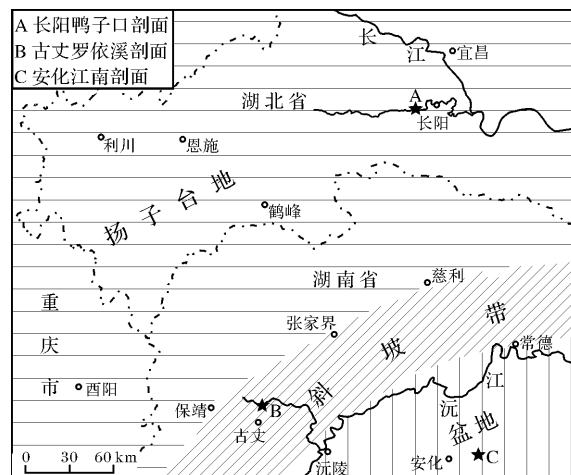 A 长阳鸭子口剖面
B 古丈罗依溪剖面
C 安化江南剖面
长江
宜昌
湖北省
A
长阳
利川
恩施
扬子台地
鹤峰
湖南省
慈利
张家界
斜坡带
常德
重庆市
酉阳
保靖
B
古丈
沅江
盆地
沅陵
安化
C
0 30 60 km